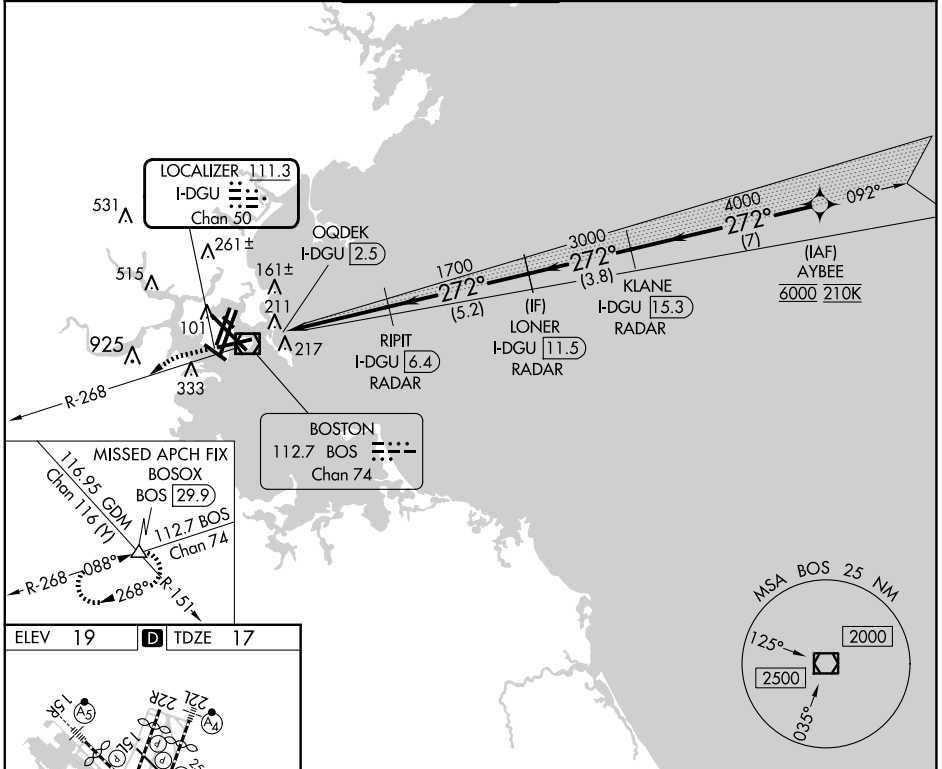 LOCALIZER 111.3
I-DGU
Chan 50
531
261±
515
161±
211
101
217
925
333
R-268
OQDEK
I-DGU 2.5
1700
272°
(5.2)
RIPIT
I-DGU 6.4
RADAR
3000
272°
(3.8)
(IF)
LONER
I-DGU 11.5
RADAR
4000
272°
(7)
KLANE
I-DGU 15.3
RADAR
092°
(IAF)
AYBEE
6000 210K
BOSTON
112.7 BOS
Chan 74
MISSED APCH FIX
BOSOX
BOS 29.9
116.95 GDM
Chan 116 (Y)
112.7 BOS
Chan 74
R-268
088°
268°
R-151
MSA BOS 25 NM
125°
2000
2500
035°
ELEV 19
D
TDZE 17
15R
A5
15L
P
22R
22L
A4
P
P